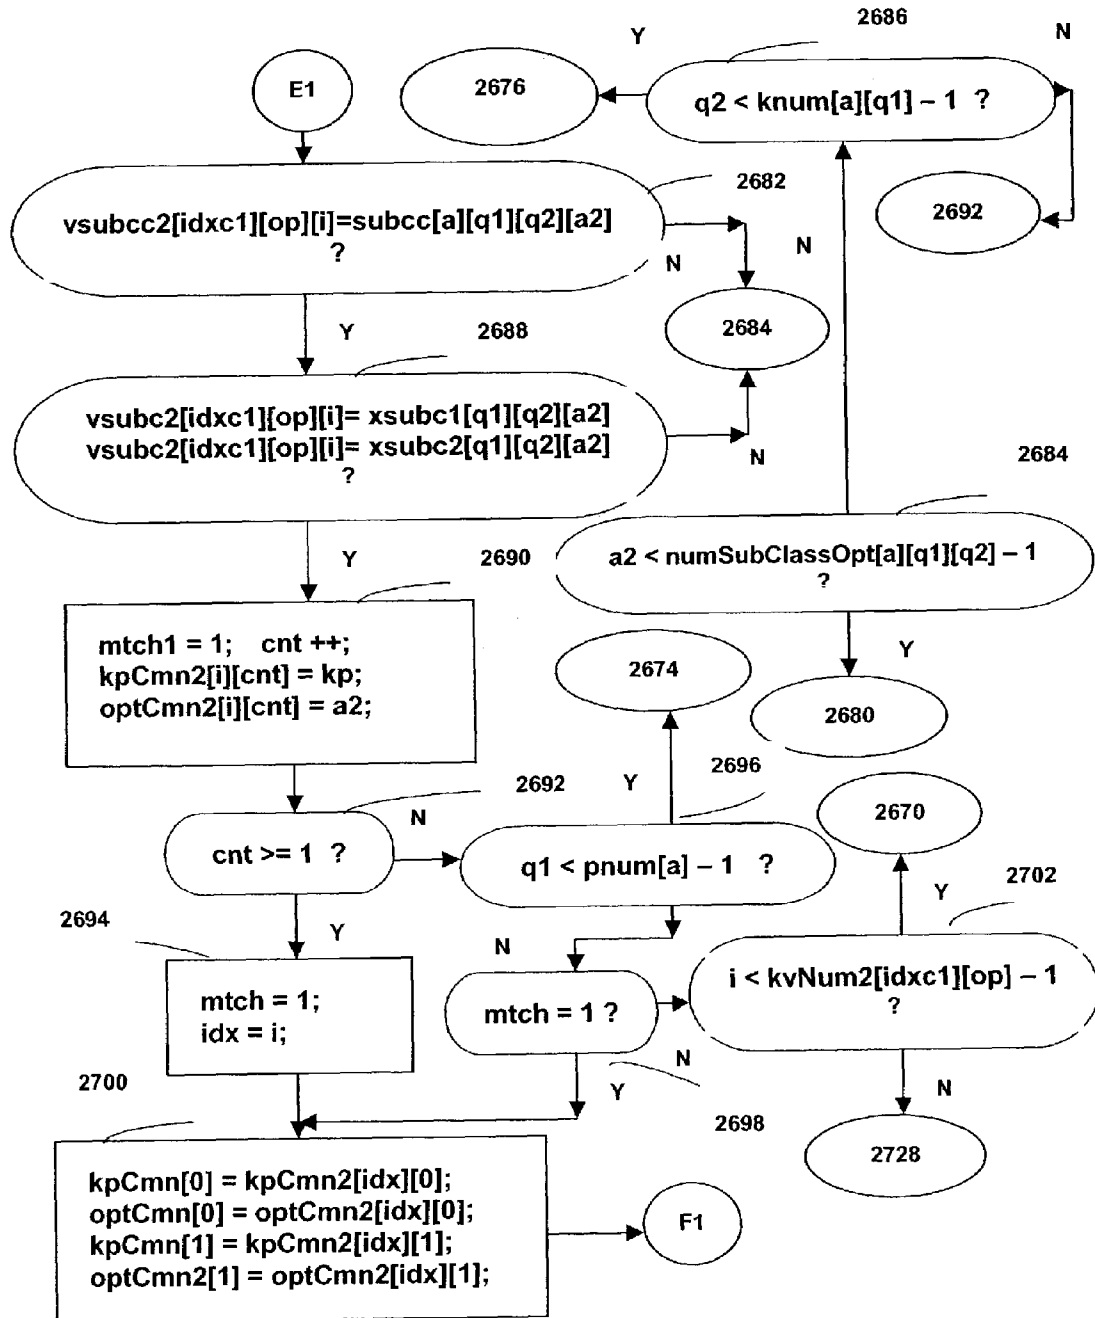 E1
2676
Y
2686
N
q2 < knum[a][q1] – 1 ?
2682
vsubcc2[idxc1][op][i]=subcc[a][q1][q2][a2]
?
N
2692
N
2684
Y
2688
vsubc2[idxc1][op][i]= xsubc1[q1][q2][a2]
vsubc2[idxc1][op][i]= xsubc2[q1][q2][a2]
?
N
2684
a2 < numSubClassOpt[a][q1][q2] – 1
?
Y
2690
mtch1 = 1; cnt ++;
kpCmn2[i][cnt] = kp;
optCmn2[i][cnt] = a2;
2674
Y
2680
2692
N
Y
2696
2670
cnt >= 1 ?
q1 < pnum[a] – 1 ?
Y
2702
2694
Y
N
mtch = 1;
idx = i;
mtch = 1 ?
i < kvNum2[idxc1][op] – 1
?
N
2700
Y
2698
N
2728
kpCmn[0] = kpCmn2[idx][0];
optCmn[0] = optCmn2[idx][0];
kpCmn[1] = kpCmn2[idx][1];
optCmn2[1] = optCmn2[idx][1];
F1